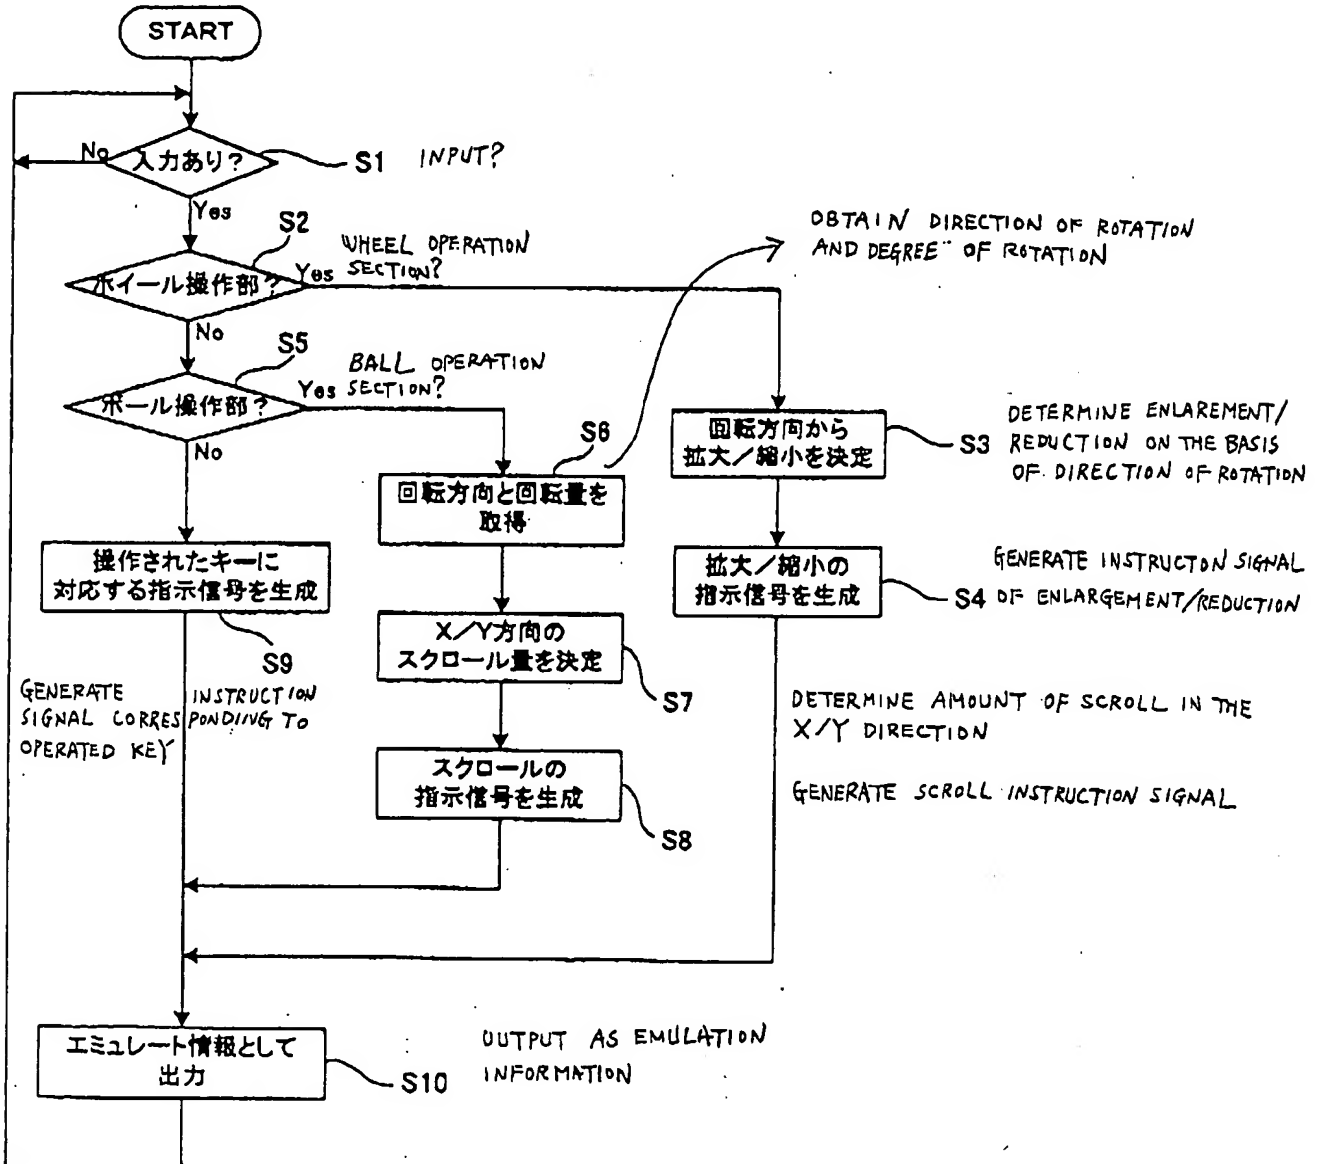 START
No
入力あり?
S1
INPUT?
Yes
S2
WHEEL OPERATION
SECTION?
OBTAIN DIRECTION OF ROTATION
AND DEGREE OF ROTATION
ホイール操作部?
Yes
No
S5
BALL OPERATION
SECTION?
ボール操作部?
Yes
No
S6
回転方向から
拡大/縮小を決定
S3
DETERMINE ENLAREMENT/
REDUCTION ON THE BASIS
OF DIRECTION OF ROTATION
回転方向と回転量を
取得
操作されたキーに
対応する指示信号を生成
拡大/縮小の
指示信号を生成
S4
GENERATE INSTRUCTON SIGNAL
OF ENLARGEMENT/REDUCTION
S9
X/Y方向の
スクロール量を決定
S7
GENERATE INSTRUCTION
SIGNAL CORRESPONDIING TO
OPERATED KEY
DETERMINE AMOUNT OF SCROLL IN THE
X/Y DIRECTION
スクロールの
指示信号を生成
S8
GENERATE SCROLL INSTRUCTION SIGNAL
エミュレート情報として
出力
S10
OUTPUT AS EMULATION
INFORMATION